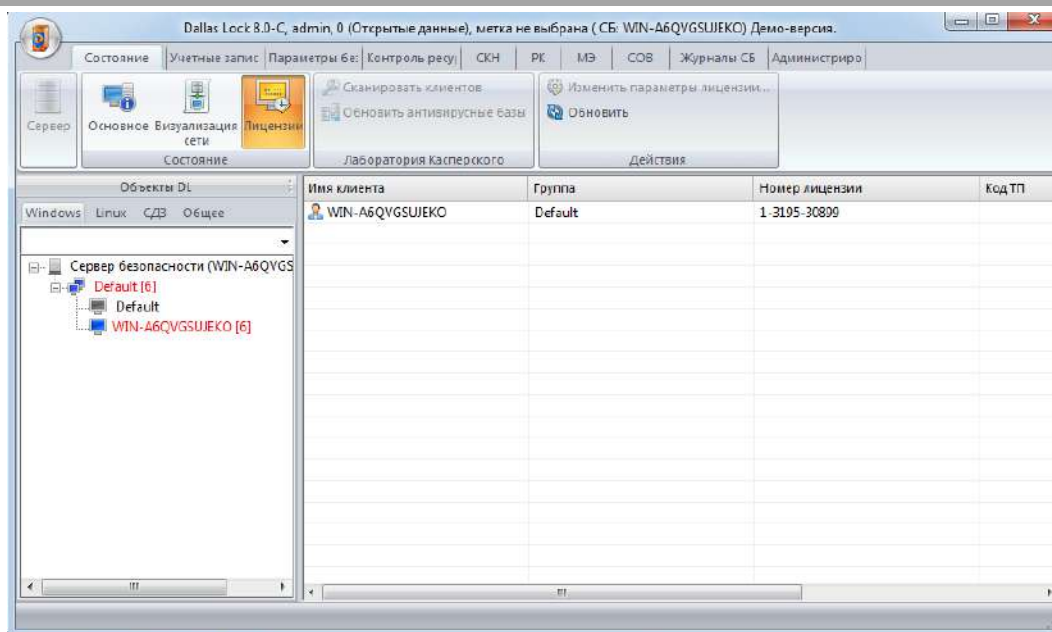 Dallas Lock 8.0-C, admin, 0 (Открытые данные), метка не выбрана ( СБ: WIN-A6QVGSUJEKO) Демо-версия.
Состояние Учетные запис Параметры бе: Контроль ресу СКН РК МЭ СОВ Журналы СБ Администриро
Сервер
Основное
Визуализация сети
Лицензии
Состояние
Сканировать клиентов
Обновить антивирусные базы
Лаборатория Касперского
Изменить параметры лицензии...
Обновить
Действия
Объекты DL
Windows Linux СДЗ Общее
Сервер безопасности (WIN-A6QVGS
Default [6]
Default
WIN-A6QVGSUJEKO [6]
Имя клиента Группа Номер лицензии Код ТП
WIN-A6QVGSUJEKO Default 1-3195-30899